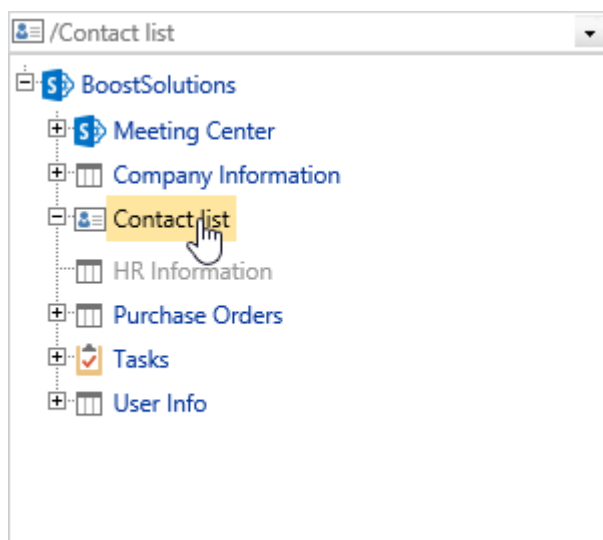 /Contact list
BoostSolutions
Meeting Center
Company Information
Contact list
HR Information
Purchase Orders
Tasks
User Info